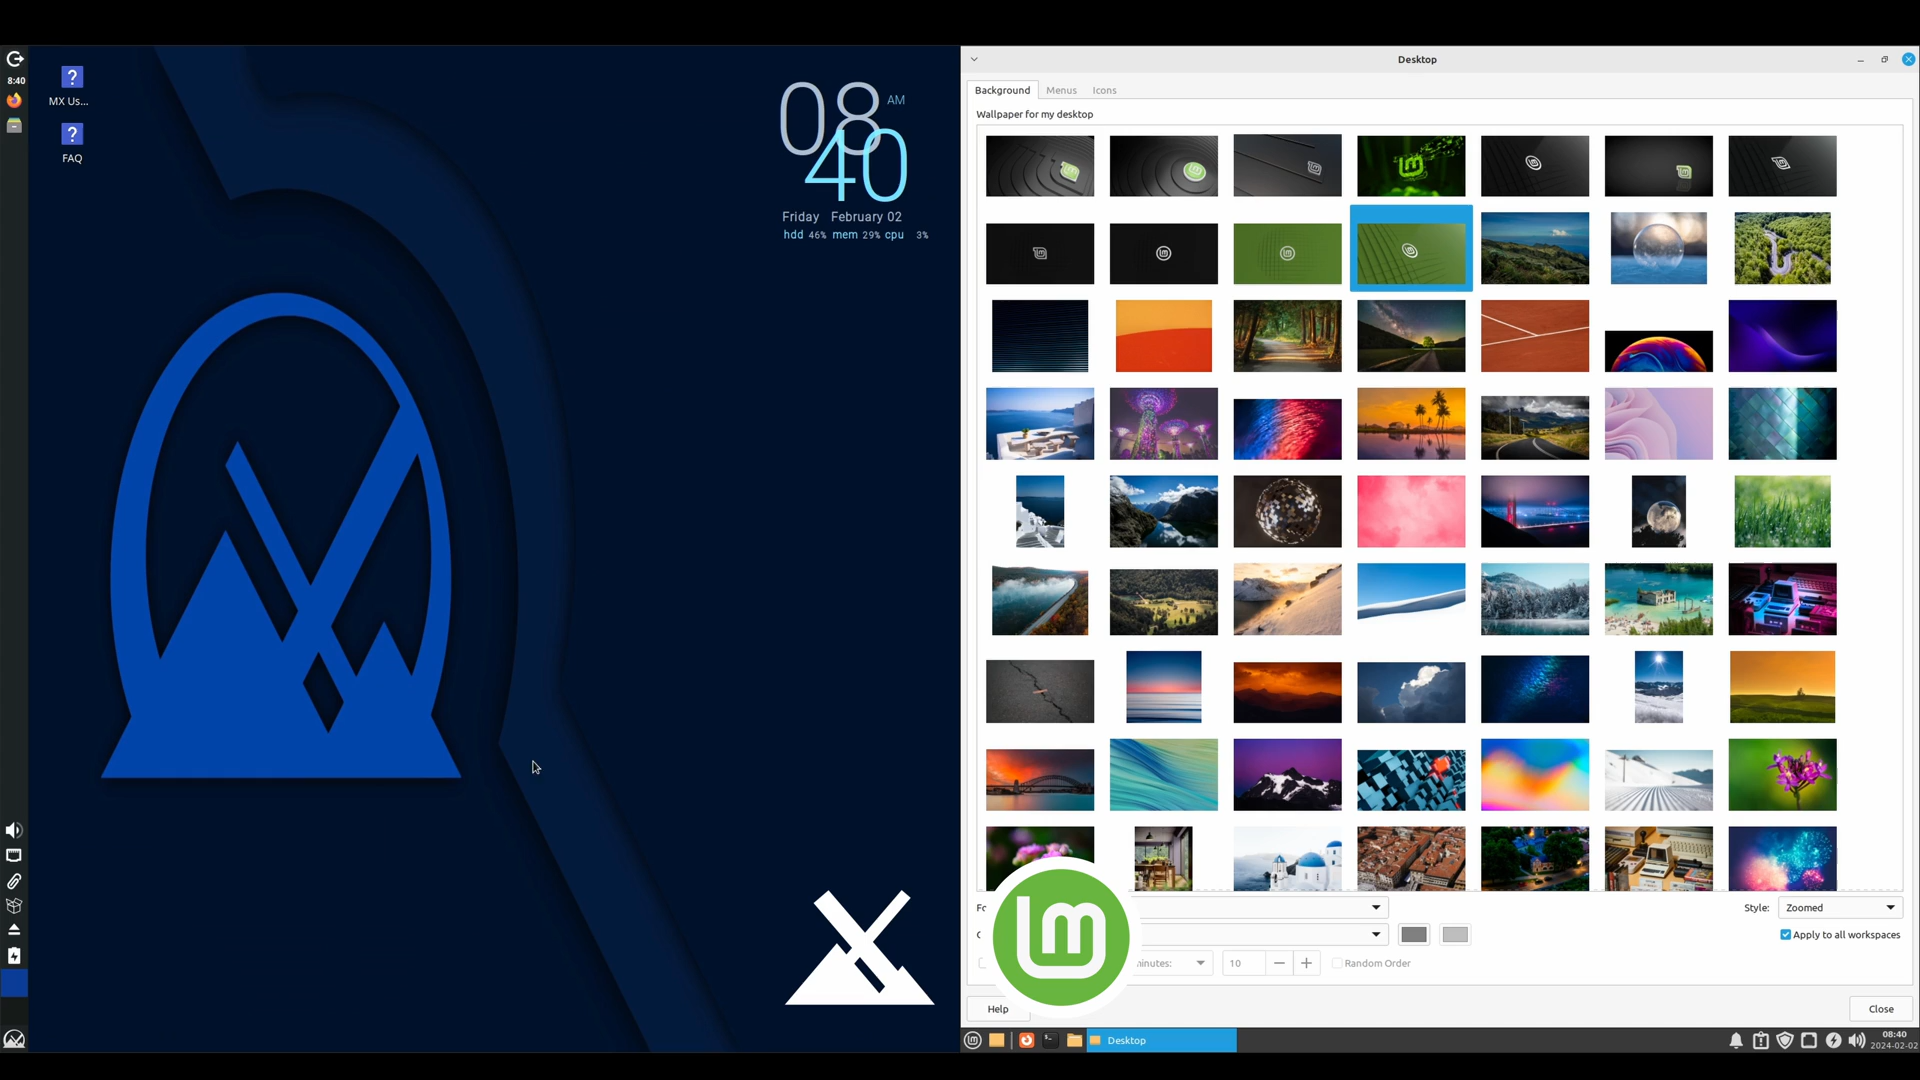 8:40
MX Us...
FAQ
08 AM
40
Friday February 02
hdd 46% mem 29% cpu 3%
Desktop
Background Menus Icons
Wallpaper for my desktop
Style: Zoomed
Apply to all workspaces
10
Random Order
Help
Close
lm
Desktop
08:40
2024-02-02